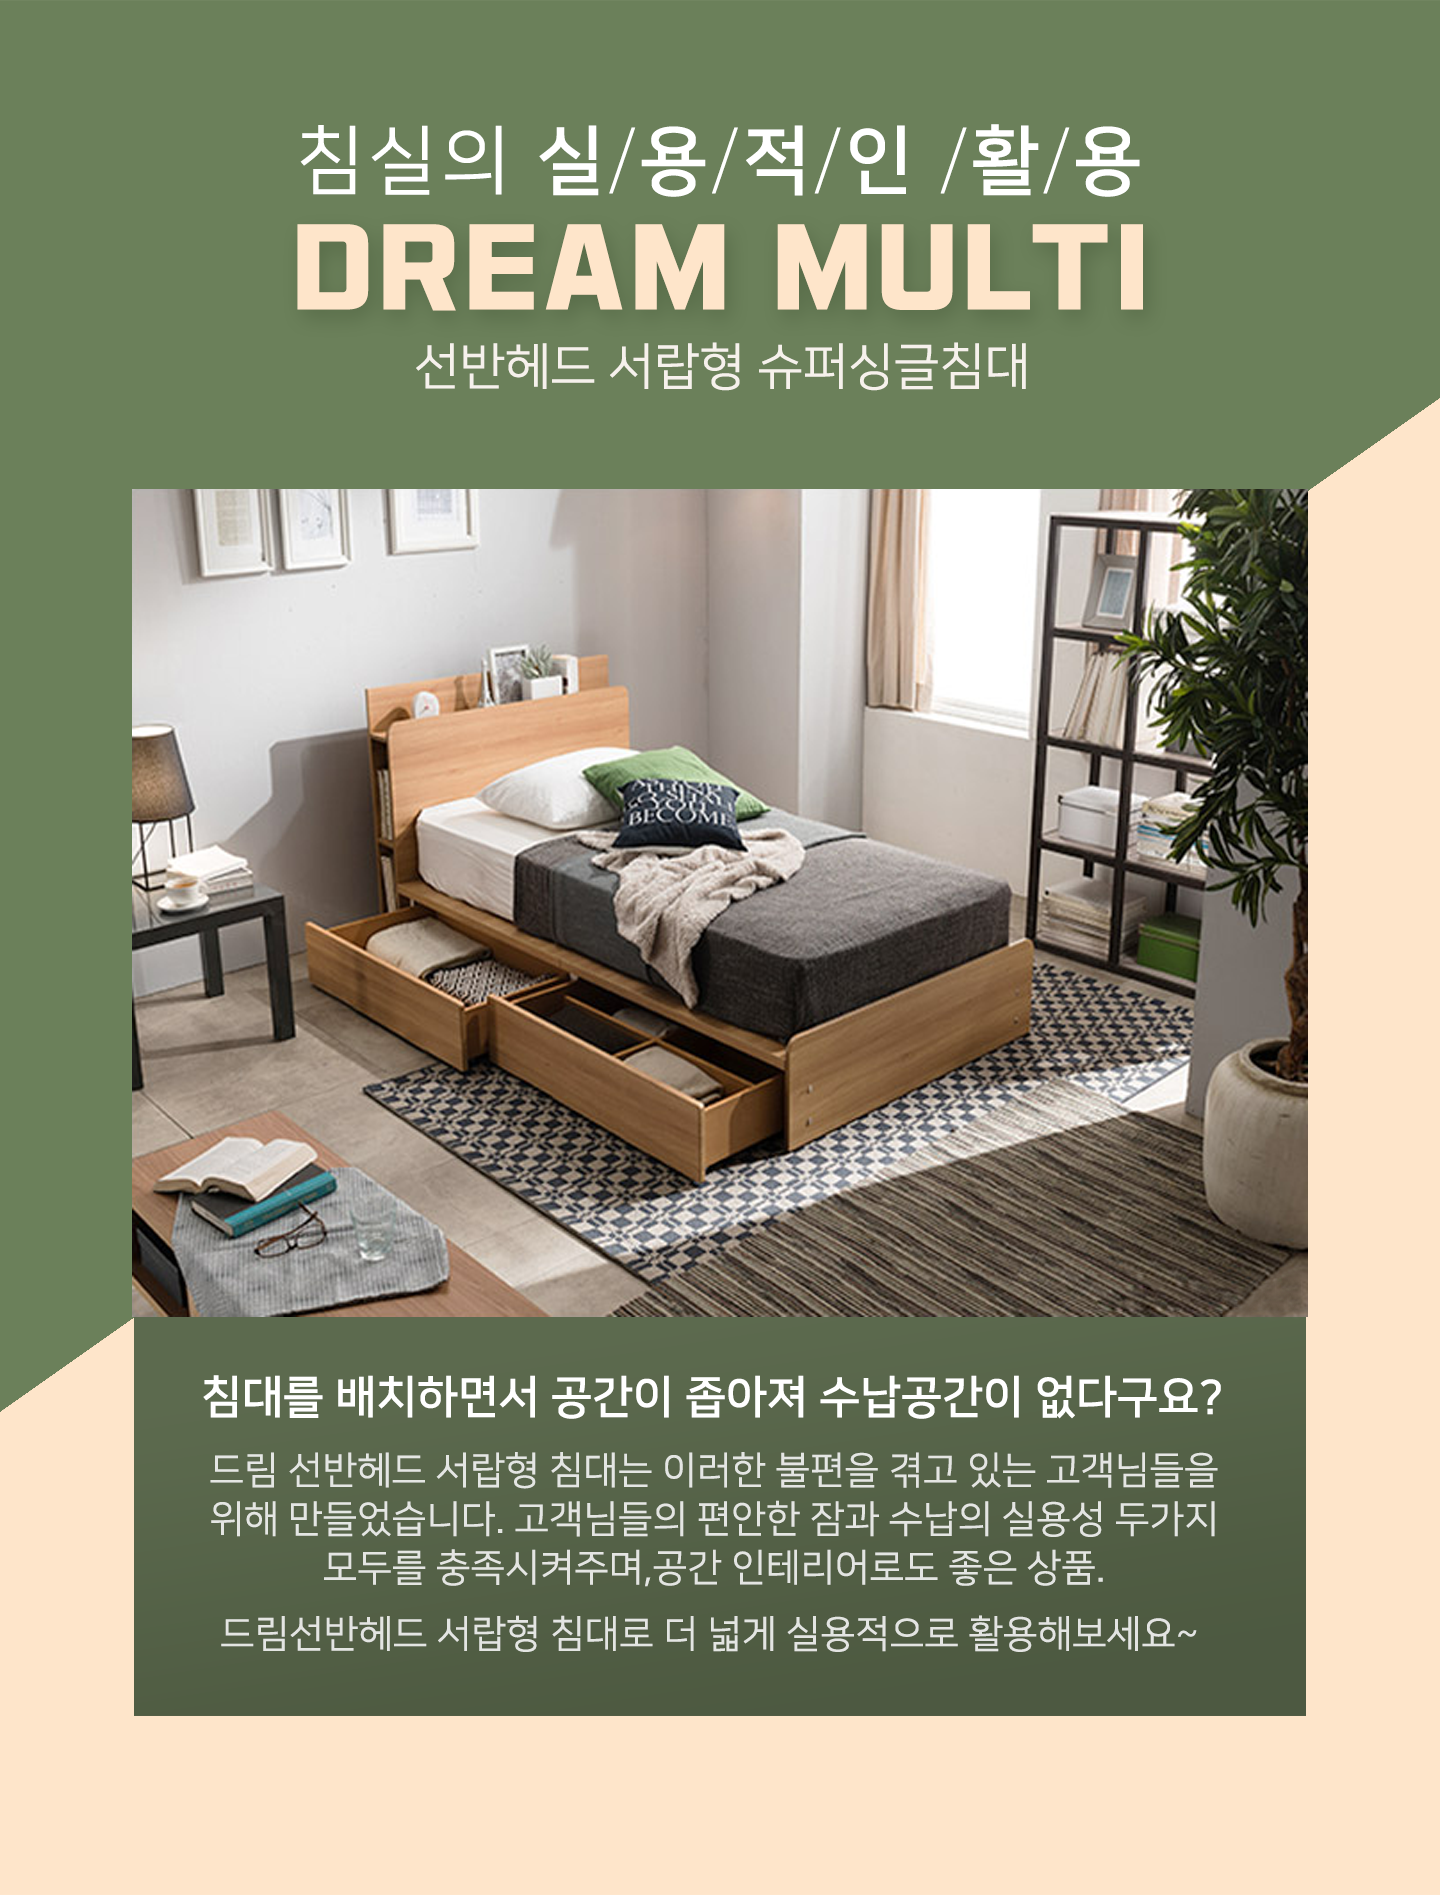 침실의 실/용/적/인 /활/용
DREAM MULTI
선반헤드 서랍형 슈퍼싱글침대
BECOME
침대를 배치하면서 공간이 좁아져 수납공간이 없다구요?
드림 선반헤드 서랍형 침대는 이러한 불편을 겪고 있는 고객님들을
위해 만들었습니다. 고객님들의 편안한 잠과 수납의 실용성 두가지
모두를 충족시켜주며,공간 인테리어로도 좋은 상품.
드림선반헤드 서랍형 침대로 더 넓게 실용적으로 활용해보세요~